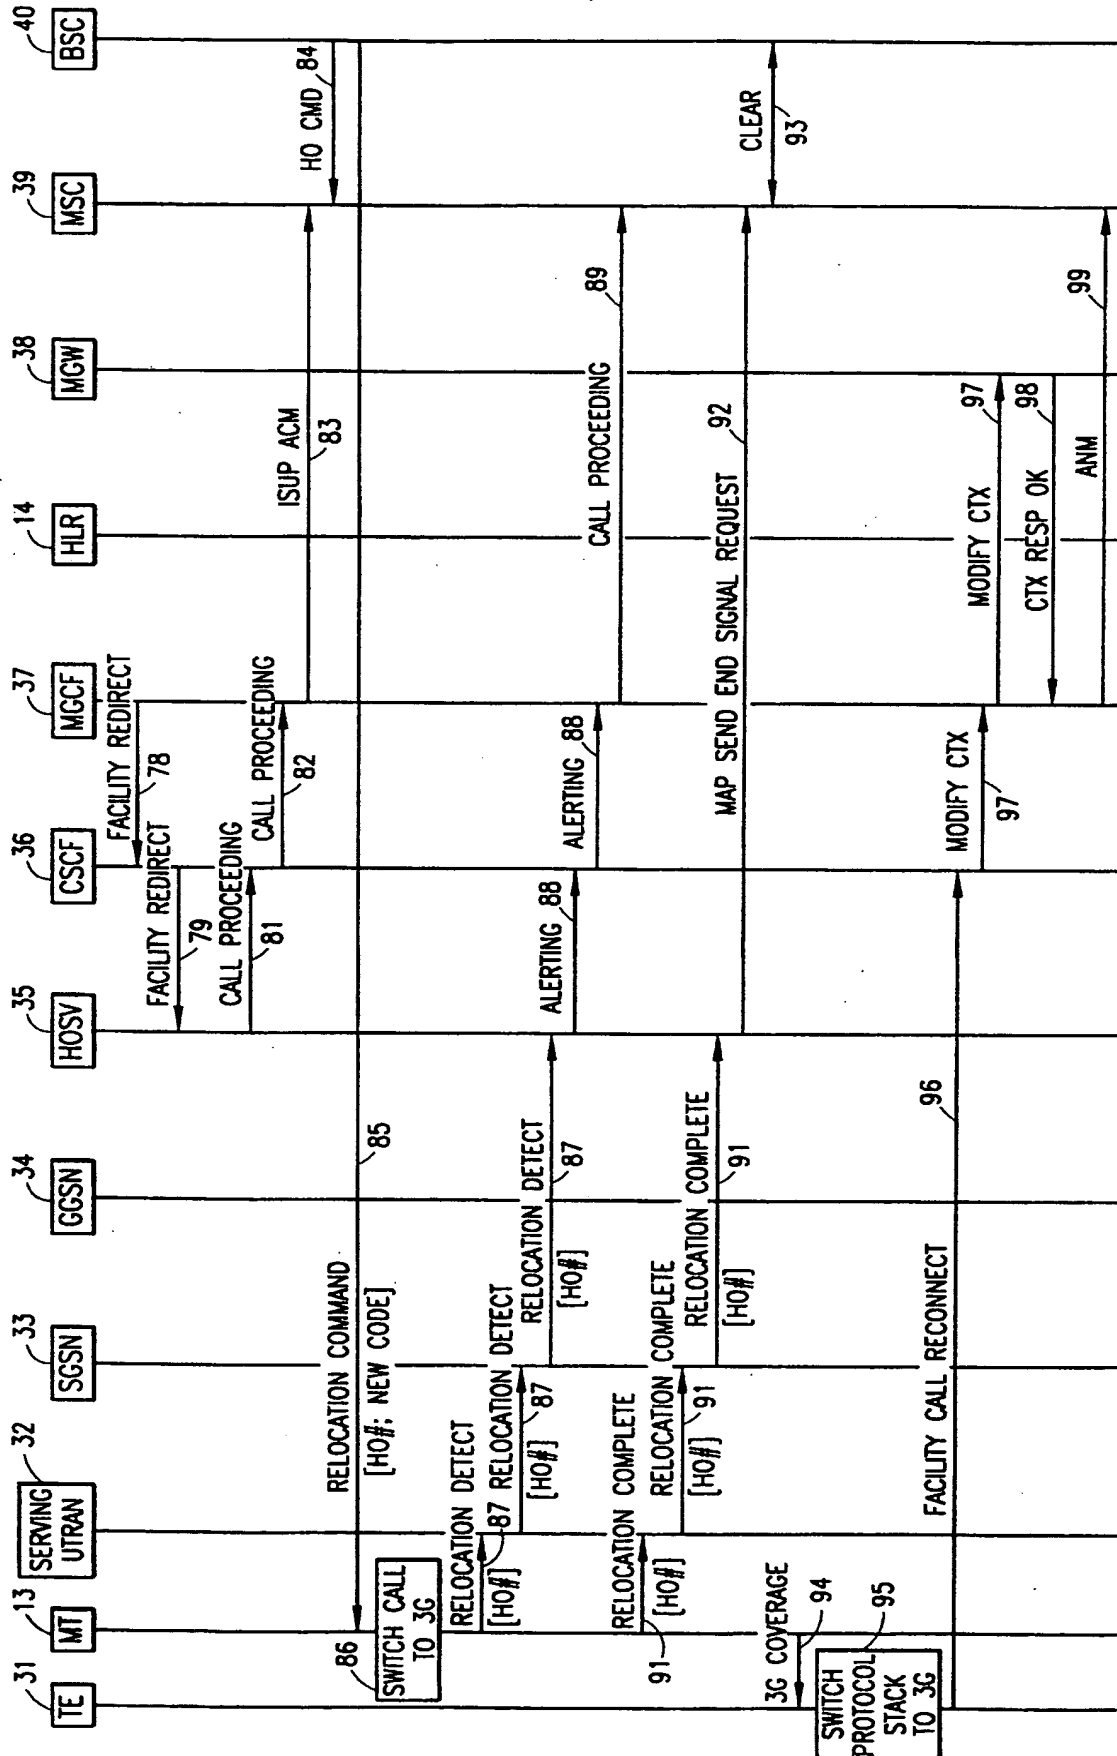 TE
31
MT
13
SERVING
UTRAN
32
SGSN
33
GGSN
34
HOSV
35
CSCF
36
MGCF
37
HLR
14
MGW
38
MSC
39
BSC
40
FACILITY REDIRECT
78
FACILITY REDIRECT
79
CALL PROCEEDING
81
CALL PROCEEDING
82
ISUP ACM
83
HO CMD
84
RELOCATION COMMAND
[HO#; NEW CODE]
85
86
SWITCH CALL
TO 3G
RELOCATION DETECT
87
[HO#]
RELOCATION DETECT
87
[HO#]
RELOCATION DETECT
87
[HO#]
ALERTING
88
ALERTING
88
CALL PROCEEDING
89
RELOCATION COMPLETE
91
[HO#]
RELOCATION COMPLETE
91
[HO#]
RELOCATION COMPLETE
91
[HO#]
MAP SEND END SIGNAL REQUEST
92
CLEAR
93
3G COVERAGE
94
SWITCH
PROTOCOL
STACK
TO 3G
95
FACILITY CALL RECONNECT
96
MODIFY CTX
97
MODIFY CTX
97
CTX RESP OK
98
ANM
99